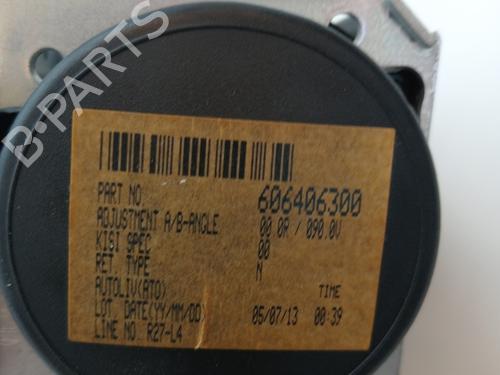 PART NO. 606406300
ADJUSTMENT A/B-ANGLE 00.0R / 090.0V
KISI SPEC 00
RET. TYPE N
AUTOLIV(ATO) TIME
LOT. DATE(YY/MM/DD) 05/07/13 00:39
LINE NO. R27-L4
B-PARTS